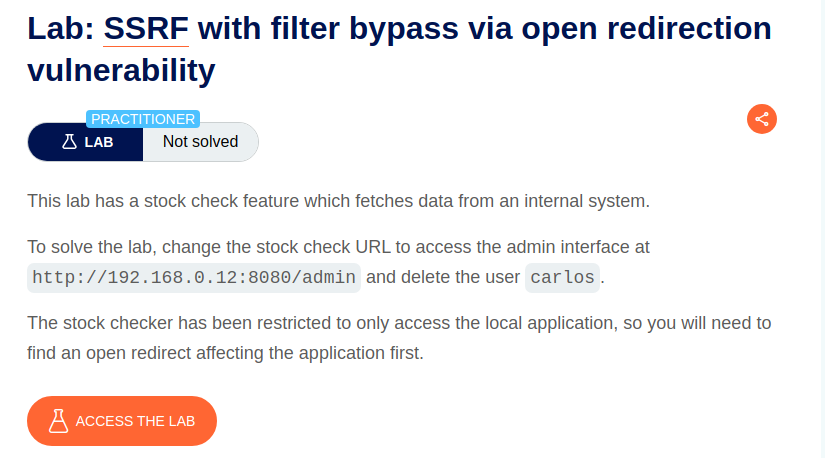 Lab: SSRF with filter bypass via open redirection
vulnerability
PRACTITIONER
LAB Not solved
This lab has a stock check feature which fetches data from an internal system.
To solve the lab, change the stock check URL to access the admin interface at
http://192.168.0.12:8080/admin and delete the user carlos.
The stock checker has been restricted to only access the local application, so you will need to
find an open redirect affecting the application first.
ACCESS THE LAB